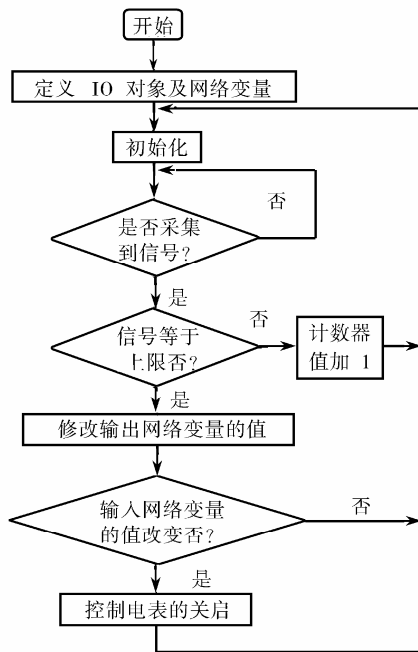 开始
定义 IO 对象及网络变量
初始化
是否采集
到信号?
否
是
信号等于
上限否?
否
计数器
值加 1
是
修改输出网络变量的值
输入网络变量
的值改变否?
否
是
控制电表的关启